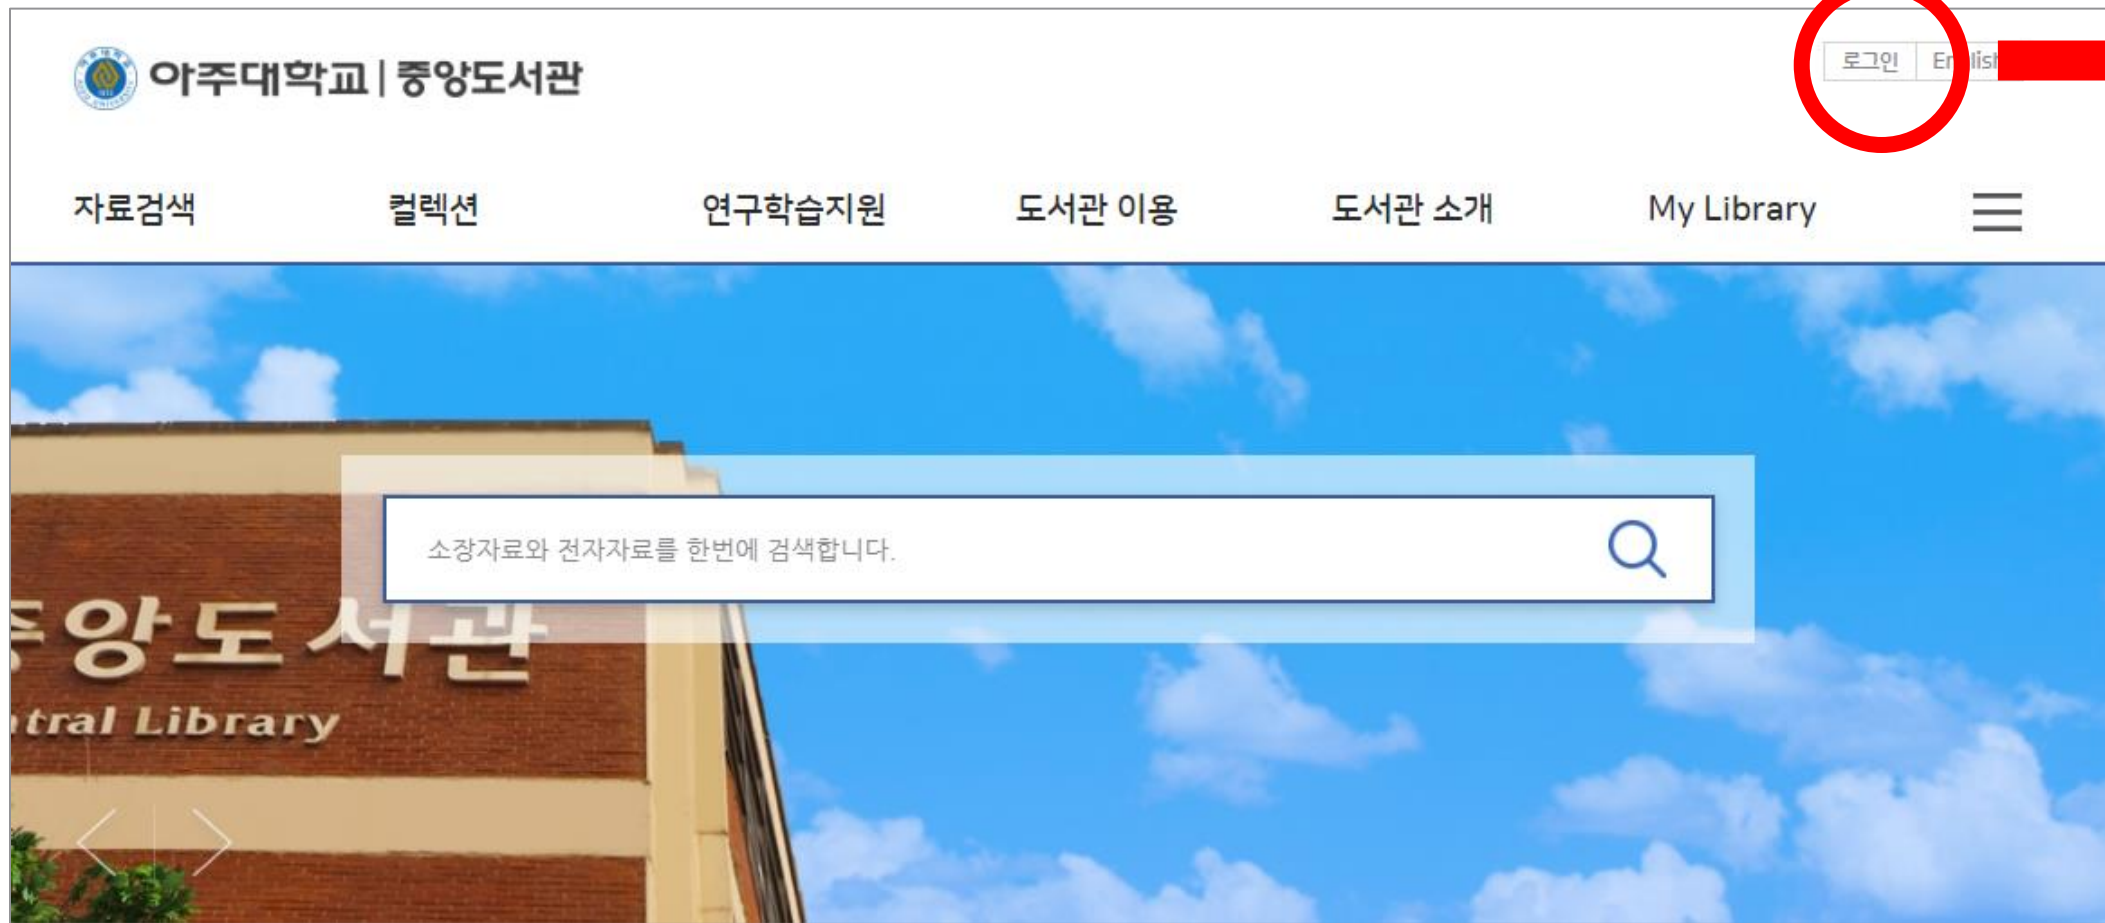 아주대학교 | 중앙도서관
로그인
English
자료검색 컬렉션 연구학습지원 도서관 이용 도서관 소개 My Library
소장자료와 전자자료를 한번에 검색합니다.
중앙도서관
tral Library